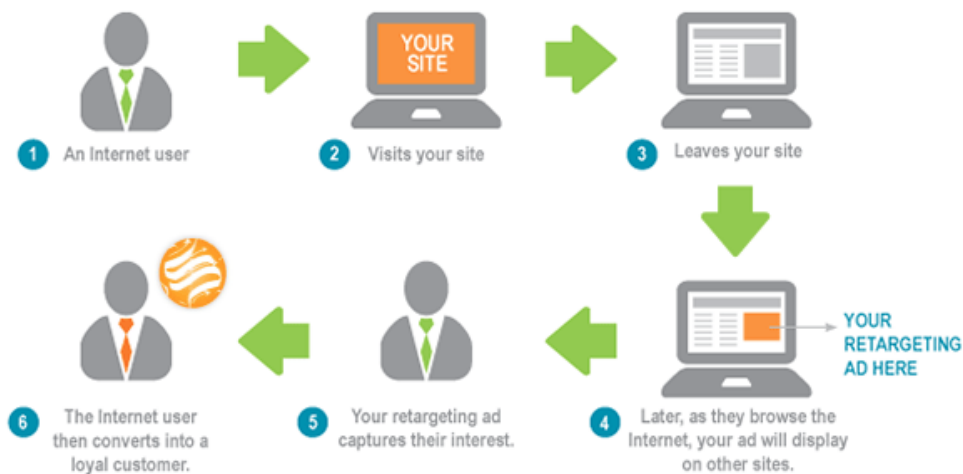 YOUR
SITE
1 An Internet user
2 Visits your site
3 Leaves your site
YOUR
RETARGETING
AD HERE
6 The Internet user
then converts into a
loyal customer.
5 Your retargeting ad
captures their interest.
4 Later, as they browse the
Internet, your ad will display
on other sites.